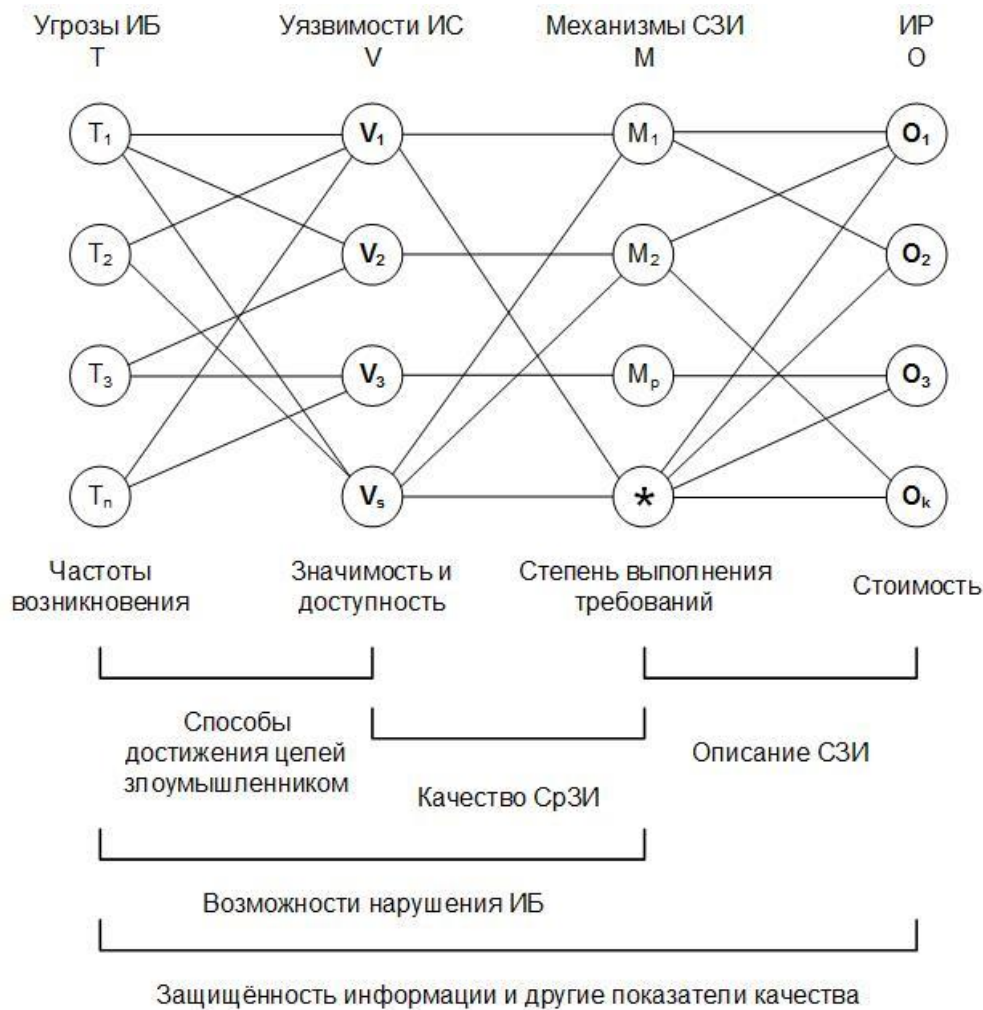 Угрозы ИБ Уязвимости ИС Механизмы СЗИ ИР
T V M O
T1 V1 M1 O1
T2 V2 M2 O2
T3 V3 Mp O3
Tn Vs * Ok
Частоты Значимость и Степень выполнения Стоимость
возникновения доступность требований
Способы
достижения целей
злоумышленником
Описание СЗИ
Качество СрЗИ
Возможности нарушения ИБ
Защищённость информации и другие показатели качества